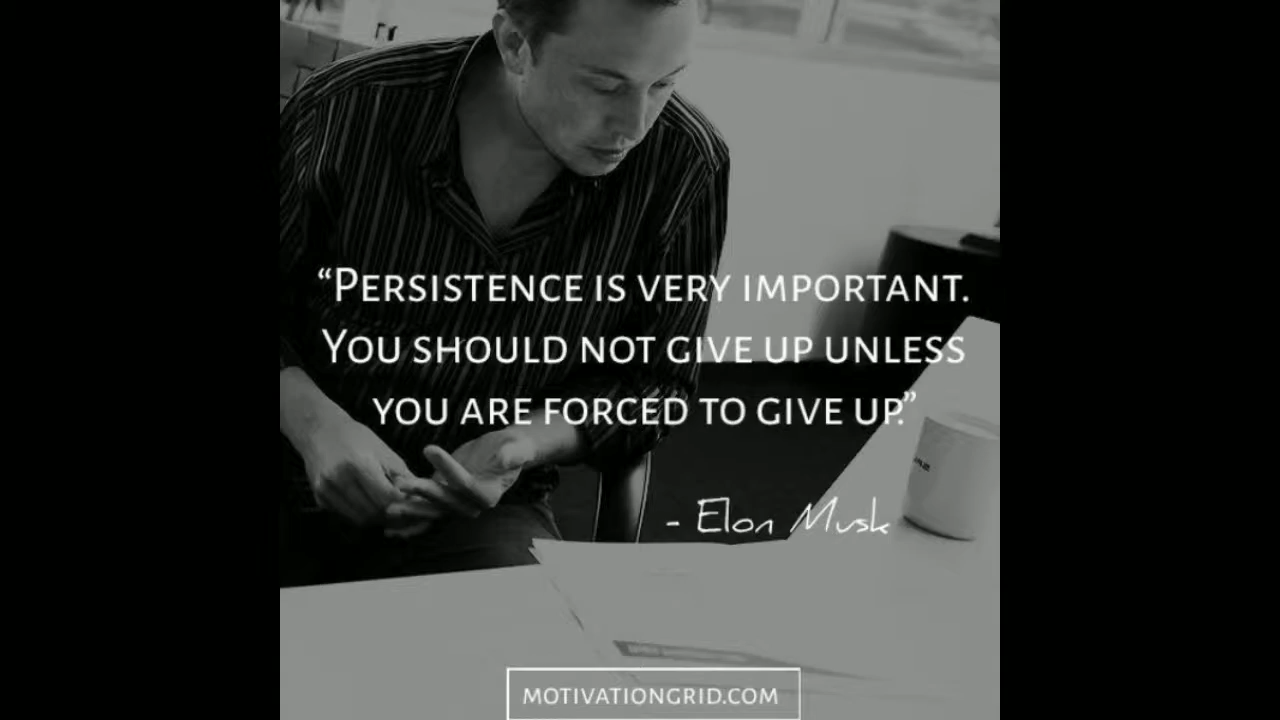 “Persistence is very important.
You should not give up unless
you are forced to give up.”
- Elon Musk
MOTIVATIONGRID.COM